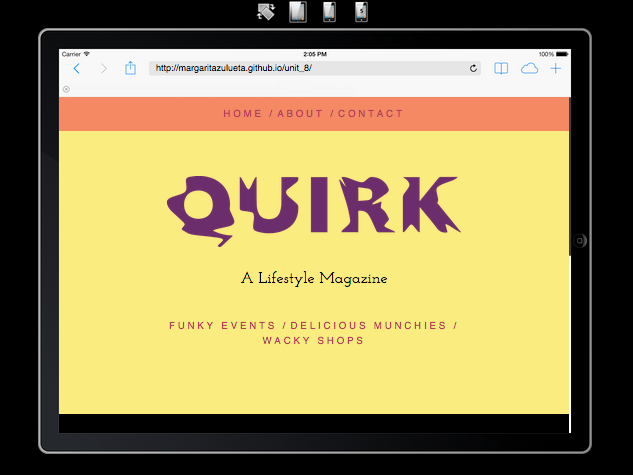 Carrier 2:05 PM 100%
http://margaritazulueta.github.io/unit_8/
HOME / ABOUT / CONTACT
QUIRK
A Lifestyle Magazine
FUNKY EVENTS / DELICIOUS MUNCHIES /
WACKY SHOPS